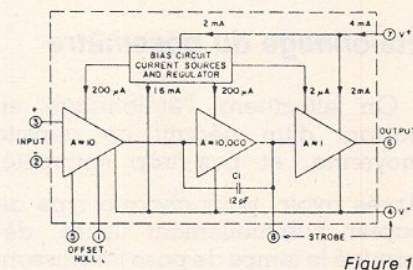 2 mA
4 mA
7 V+
BIAS CIRCUIT
CURRENT SOURCES
AND REGULATOR
200 µA
1.6 mA
200 µA
2 µA
2mA
3
INPUT
2
A ≈ 10
A ≈ 10,000
A ≈ 1
OUTPUT
6
C1
12 pF
4 V-
5
1
8
STROBE
OFFSET
NULL
Figure 1